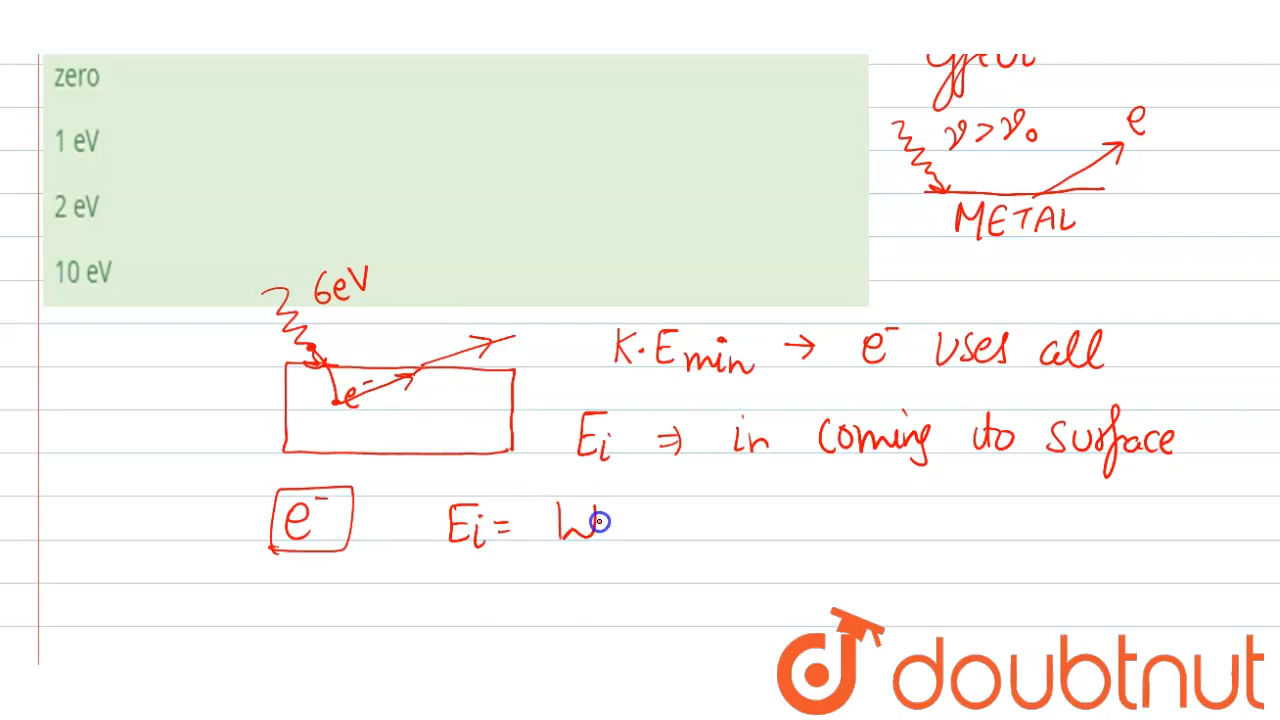 zero
ν>ν₀
e
1 eV
METAL
2 eV
10 eV
6eV
K.E min → e⁻ uses all
e⁻
Ei ⇒ in coming to surface
e⁻ Ei = W
doubtnut